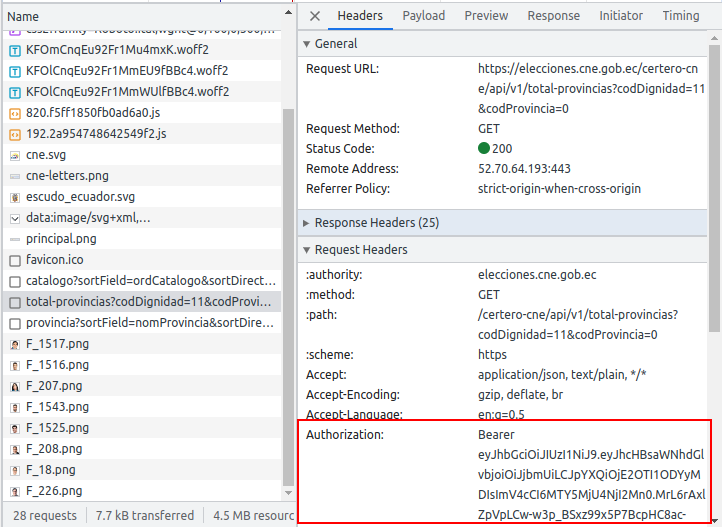 Name
KFOmCnqEu92Fr1Mu4mxK.woff2
KFOlCnqEu92Fr1MmEU9fBBc4.woff2
KFOlCnqEu92Fr1MmWUlfBBc4.woff2
820.f5ff1850fb0ad6a0.js
192.2a954748642549f2.js
cne.svg
cne-letters.png
escudo_ecuador.svg
data:image/svg+xml,...
principal.png
favicon.ico
catalogo?sortField=ordCatalogo&sortDirect...
total-provincias?codDignidad=11&codProvi...
provincia?sortField=nomProvincia&sortDire...
F_1517.png
F_1516.png
F_207.png
F_1543.png
F_1525.png
F_208.png
F_18.png
F_226.png
28 requests
7.7 kB transferred
4.5 MB resourc
Headers
Payload
Preview
Response
Initiator
Timing
General
Request URL:
https://elecciones.cne.gob.ec/certero-cn
e/api/v1/total-provincias?codDignidad=11
&codProvincia=0
Request Method:
GET
Status Code:
200
Remote Address:
52.70.64.193:443
Referrer Policy:
strict-origin-when-cross-origin
Response Headers (25)
Request Headers
:authority:
elecciones.cne.gob.ec
:method:
GET
:path:
/certero-cne/api/v1/total-provincias?
codDignidad=11&codProvincia=0
:scheme:
https
Accept:
application/json, text/plain, */*
Accept-Encoding:
gzip, deflate, br
Accept-Language:
en;q=0.5
Authorization:
Bearer
eyJhbGciOiJIUzI1NiJ9.eyJhcHBsaWNhdGl
vbjoiOiJjbmUiLCJpYXQiOjE2OTI1ODYyM
DIsImV4cCI6MTY5MjU4NjI2Mn0.MrL6rAxl
ZpVpLCw-w3p_BSxz99x5P7BcpHC8ac-